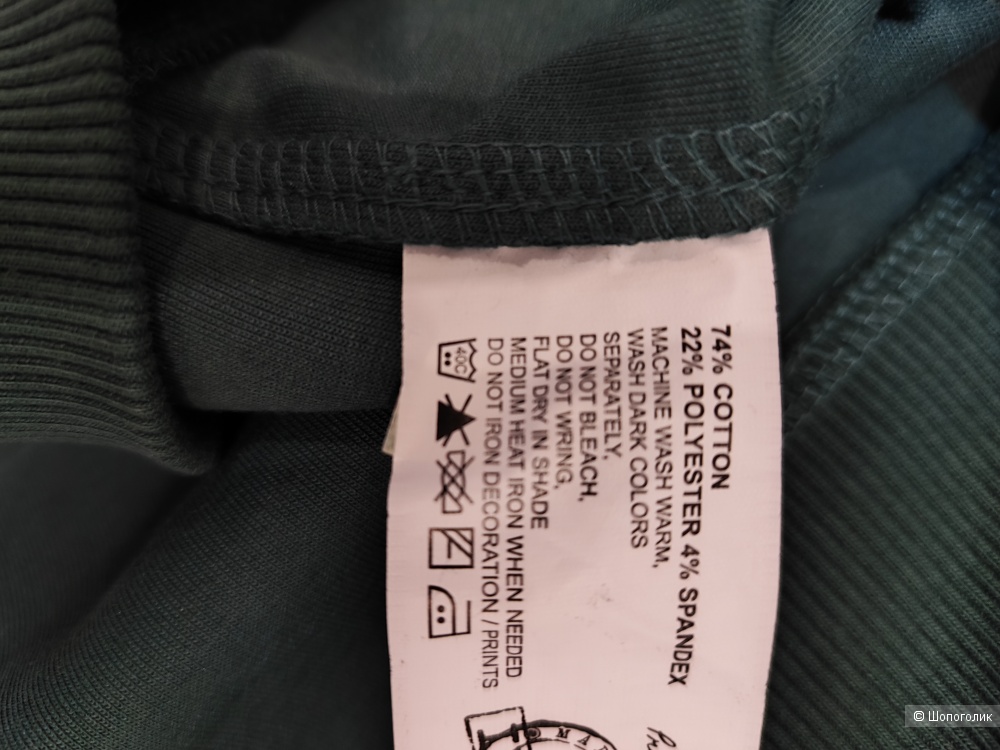 74% COTTON
22% POLYESTER 4% SPANDEX
MACHINE WASH WARM,
WASH DARK COLORS
SEPARATELY.
DO NOT BLEACH,
DO NOT WRING,
FLAT DRY IN SHADE
MEDIUM HEAT IRON WHEN NEEDED
DO NOT IRON DECORATION / PRINTS
40C
© Шопоголик